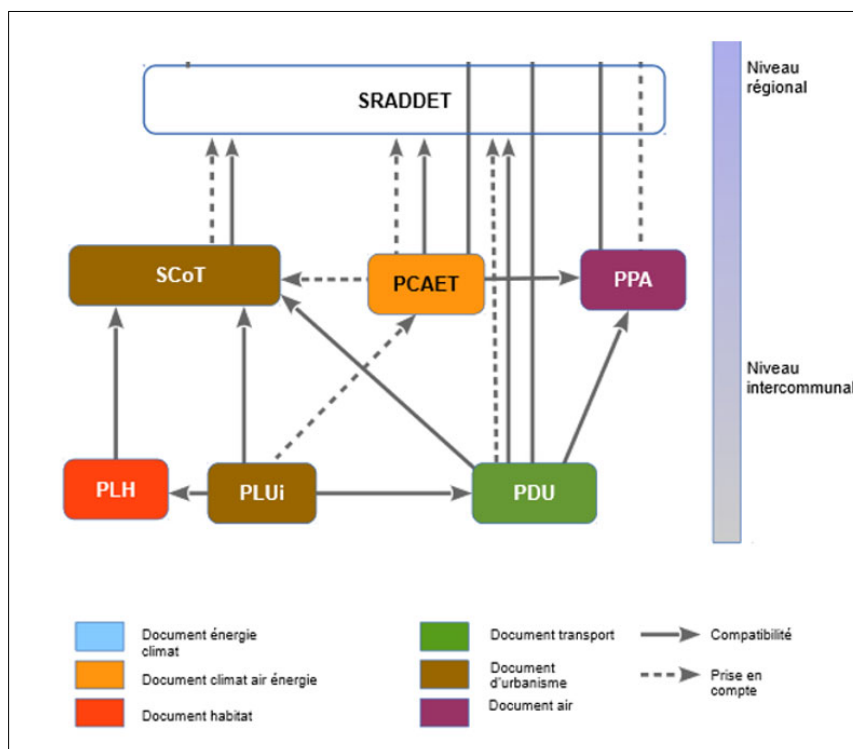 Niveau
régional
SRADDET
SCoT
PCAET
PPA
Niveau
intercommunal
PLH
PLUi
PDU
Document énergie
climat
Document transport
Compatibilité
Document climat air énergie
Document
d'urbanisme
Prise en
compte
Document habitat
Document air